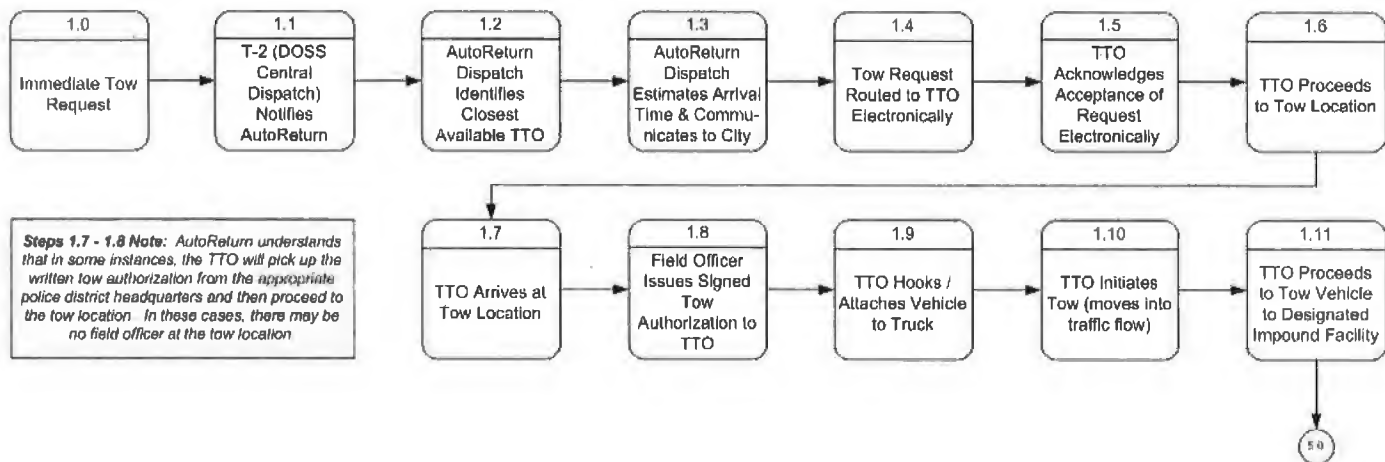 1.0
Immediate Tow
Request
1.1
T-2 (DOSS
Central
Dispatch)
Notifies
AutoReturn
1.2
AutoReturn
Dispatch
Identifies
Closest
Available TTO
1.3
AutoReturn
Dispatch
Estimates Arrival
Time & Commu-
nicates to City
1.4
Tow Request
Routed to TTO
Electronically
1.5
TTO
Acknowledges
Acceptance of
Request
Electronically
1.6
TTO Proceeds
to Tow Location
Steps 1.7 - 1.8 Note: AutoReturn understands
that in some instances, the TTO will pick up the
written tow authorization from the appropriate
police district headquarters and then proceed to
the tow location. In these cases, there may be
no field officer at the tow location
1.7
TTO Arrives at
Tow Location
1.8
Field Officer
Issues Signed
Tow
Authorization to
TTO
1.9
TTO Hooks /
Attaches Vehicle
to Truck
1.10
TTO Initiates
Tow (moves into
traffic flow)
1.11
TTO Proceeds
to Tow Vehicle
to Designated
Impound Facility
5.0